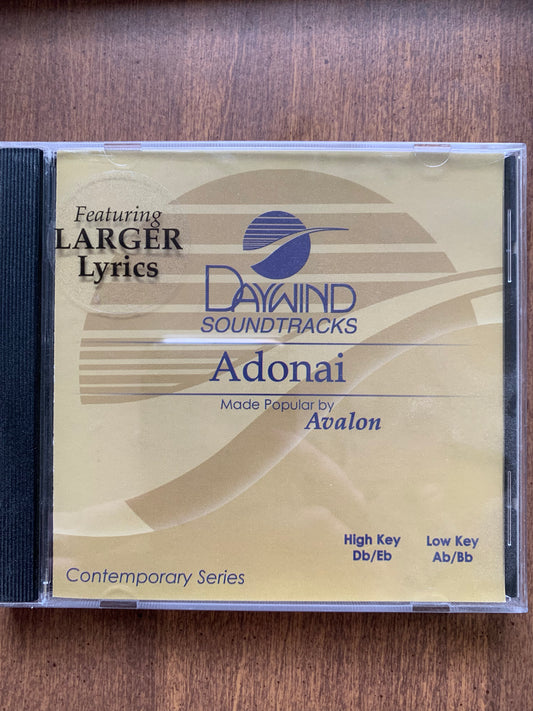 Featuring
LARGER
Lyrics
DAYWIND
SOUNDTRACKS
Adonai
Made Popular by
Avalon
High Key Low Key
Db/Eb Ab/Bb
Contemporary Series